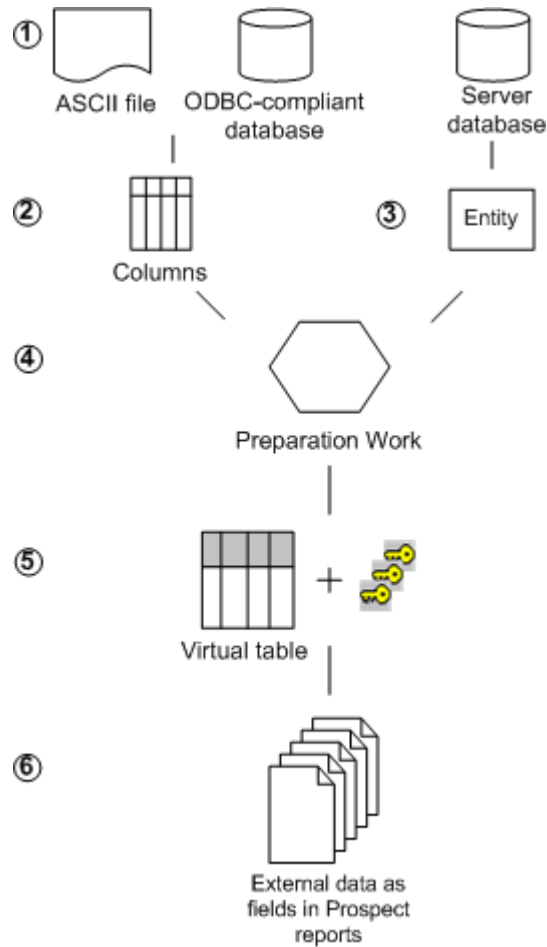 1
ASCII file
ODBC-compliant
database
Server
database
2
Columns
3
Entity
4
Preparation Work
5
+
Virtual table
6
External data as
fields in Prospect
reports